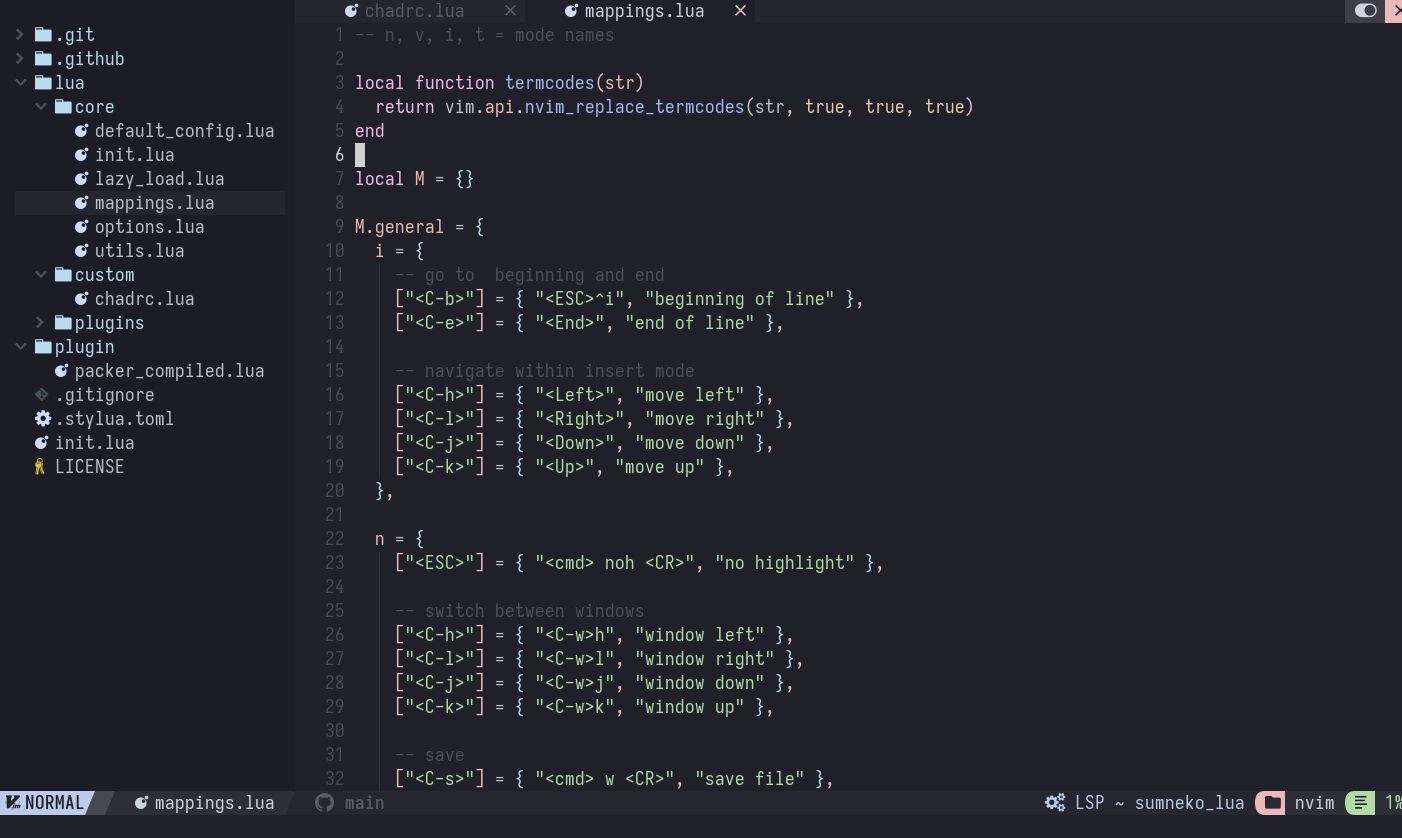 chadrc.lua mappings.lua
.git
.github
lua
core
default_config.lua
init.lua
lazy_load.lua
mappings.lua
options.lua
utils.lua
custom
chadrc.lua
plugins
plugin
packer_compiled.lua
.gitignore
.stylua.toml
init.lua
LICENSE
1 -- n, v, i, t = mode names
2
3 local function termcodes(str)
4   return vim.api.nvim_replace_termcodes(str, true, true, true)
5 end
6
7 local M = {}
8
9 M.general = {
10   i = {
11     -- go to  beginning and end
12     ["<C-b>"] = { "<ESC>^i", "beginning of line" },
13     ["<C-e>"] = { "<End>", "end of line" },
14
15     -- navigate within insert mode
16     ["<C-h>"] = { "<Left>", "move left" },
17     ["<C-l>"] = { "<Right>", "move right" },
18     ["<C-j>"] = { "<Down>", "move down" },
19     ["<C-k>"] = { "<Up>", "move up" },
20   },
21
22   n = {
23     ["<ESC>"] = { "<cmd> noh <CR>", "no highlight" },
24
25     -- switch between windows
26     ["<C-h>"] = { "<C-w>h", "window left" },
27     ["<C-l>"] = { "<C-w>l", "window right" },
28     ["<C-j>"] = { "<C-w>j", "window down" },
29     ["<C-k>"] = { "<C-w>k", "window up" },
30
31     -- save
32     ["<C-s>"] = { "<cmd> w <CR>", "save file" },
NORMAL mappings.lua main LSP ~ sumneko_lua nvim 1%